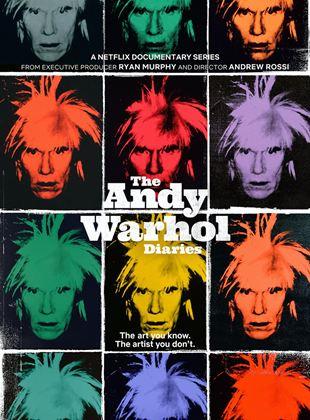 A NETFLIX DOCUMENTARY SERIES
FROM EXECUTIVE PRODUCER RYAN MURPHY AND DIRECTOR ANDREW ROSSI
The
Andy
Warhol
Diaries
The art you know.
The artist you don't.